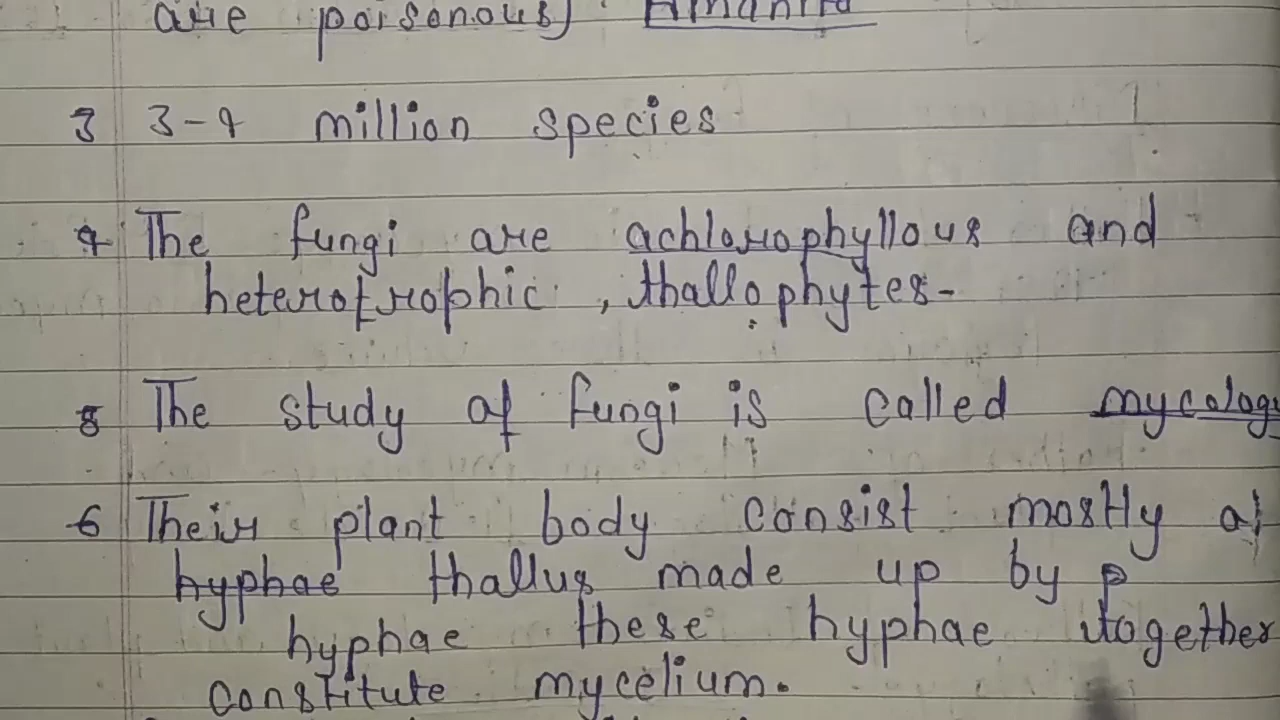 are poisonous) Amanita
3 3-4 million species
4 The fungi are achlorophyllous and
heterotrophic, thallophytes-
5 The study of fungi is called mycology
6 Their plant body consist mostly of
hyphae thallus made up by p
hyphae these hyphae together
constitute mycelium.